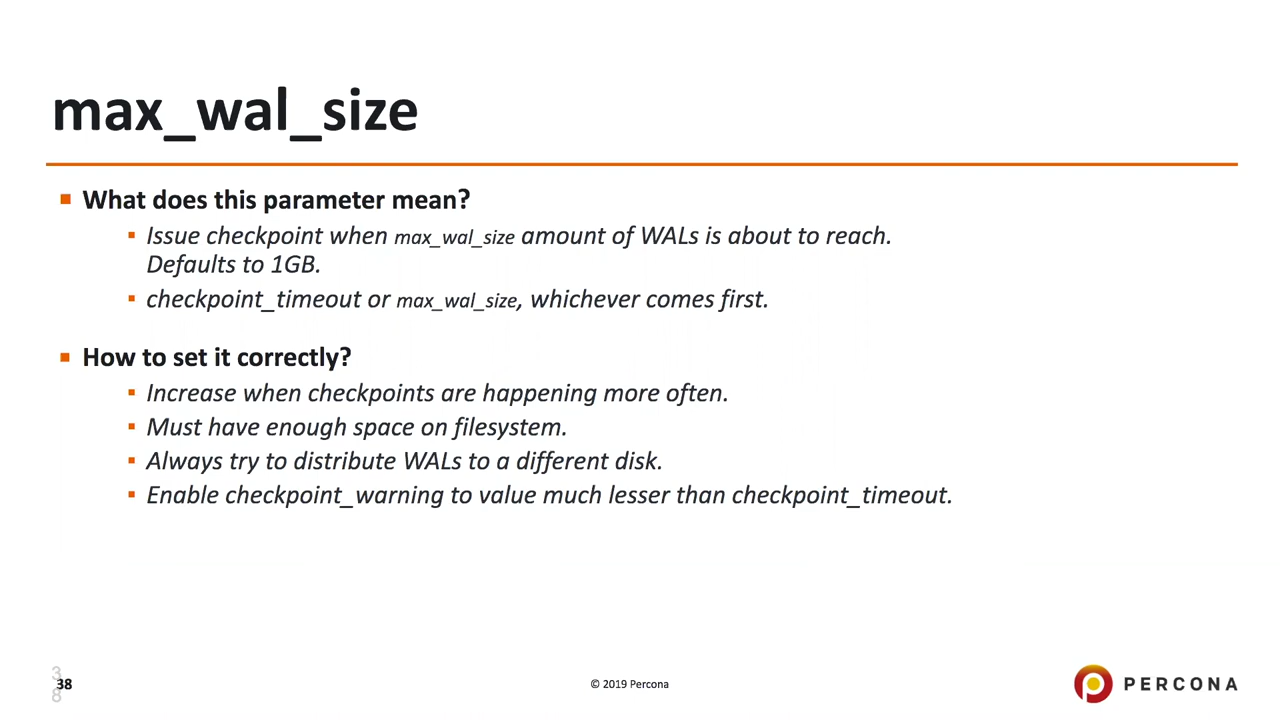 max_wal_size
What does this parameter mean?
Issue checkpoint when max_wal_size amount of WALs is about to reach.
Defaults to 1GB.
checkpoint_timeout or max_wal_size, whichever comes first.
How to set it correctly?
Increase when checkpoints are happening more often.
Must have enough space on filesystem.
Always try to distribute WALs to a different disk.
Enable checkpoint_warning to value much lesser than checkpoint_timeout.
3
38
8
© 2019 Percona
PERCONA